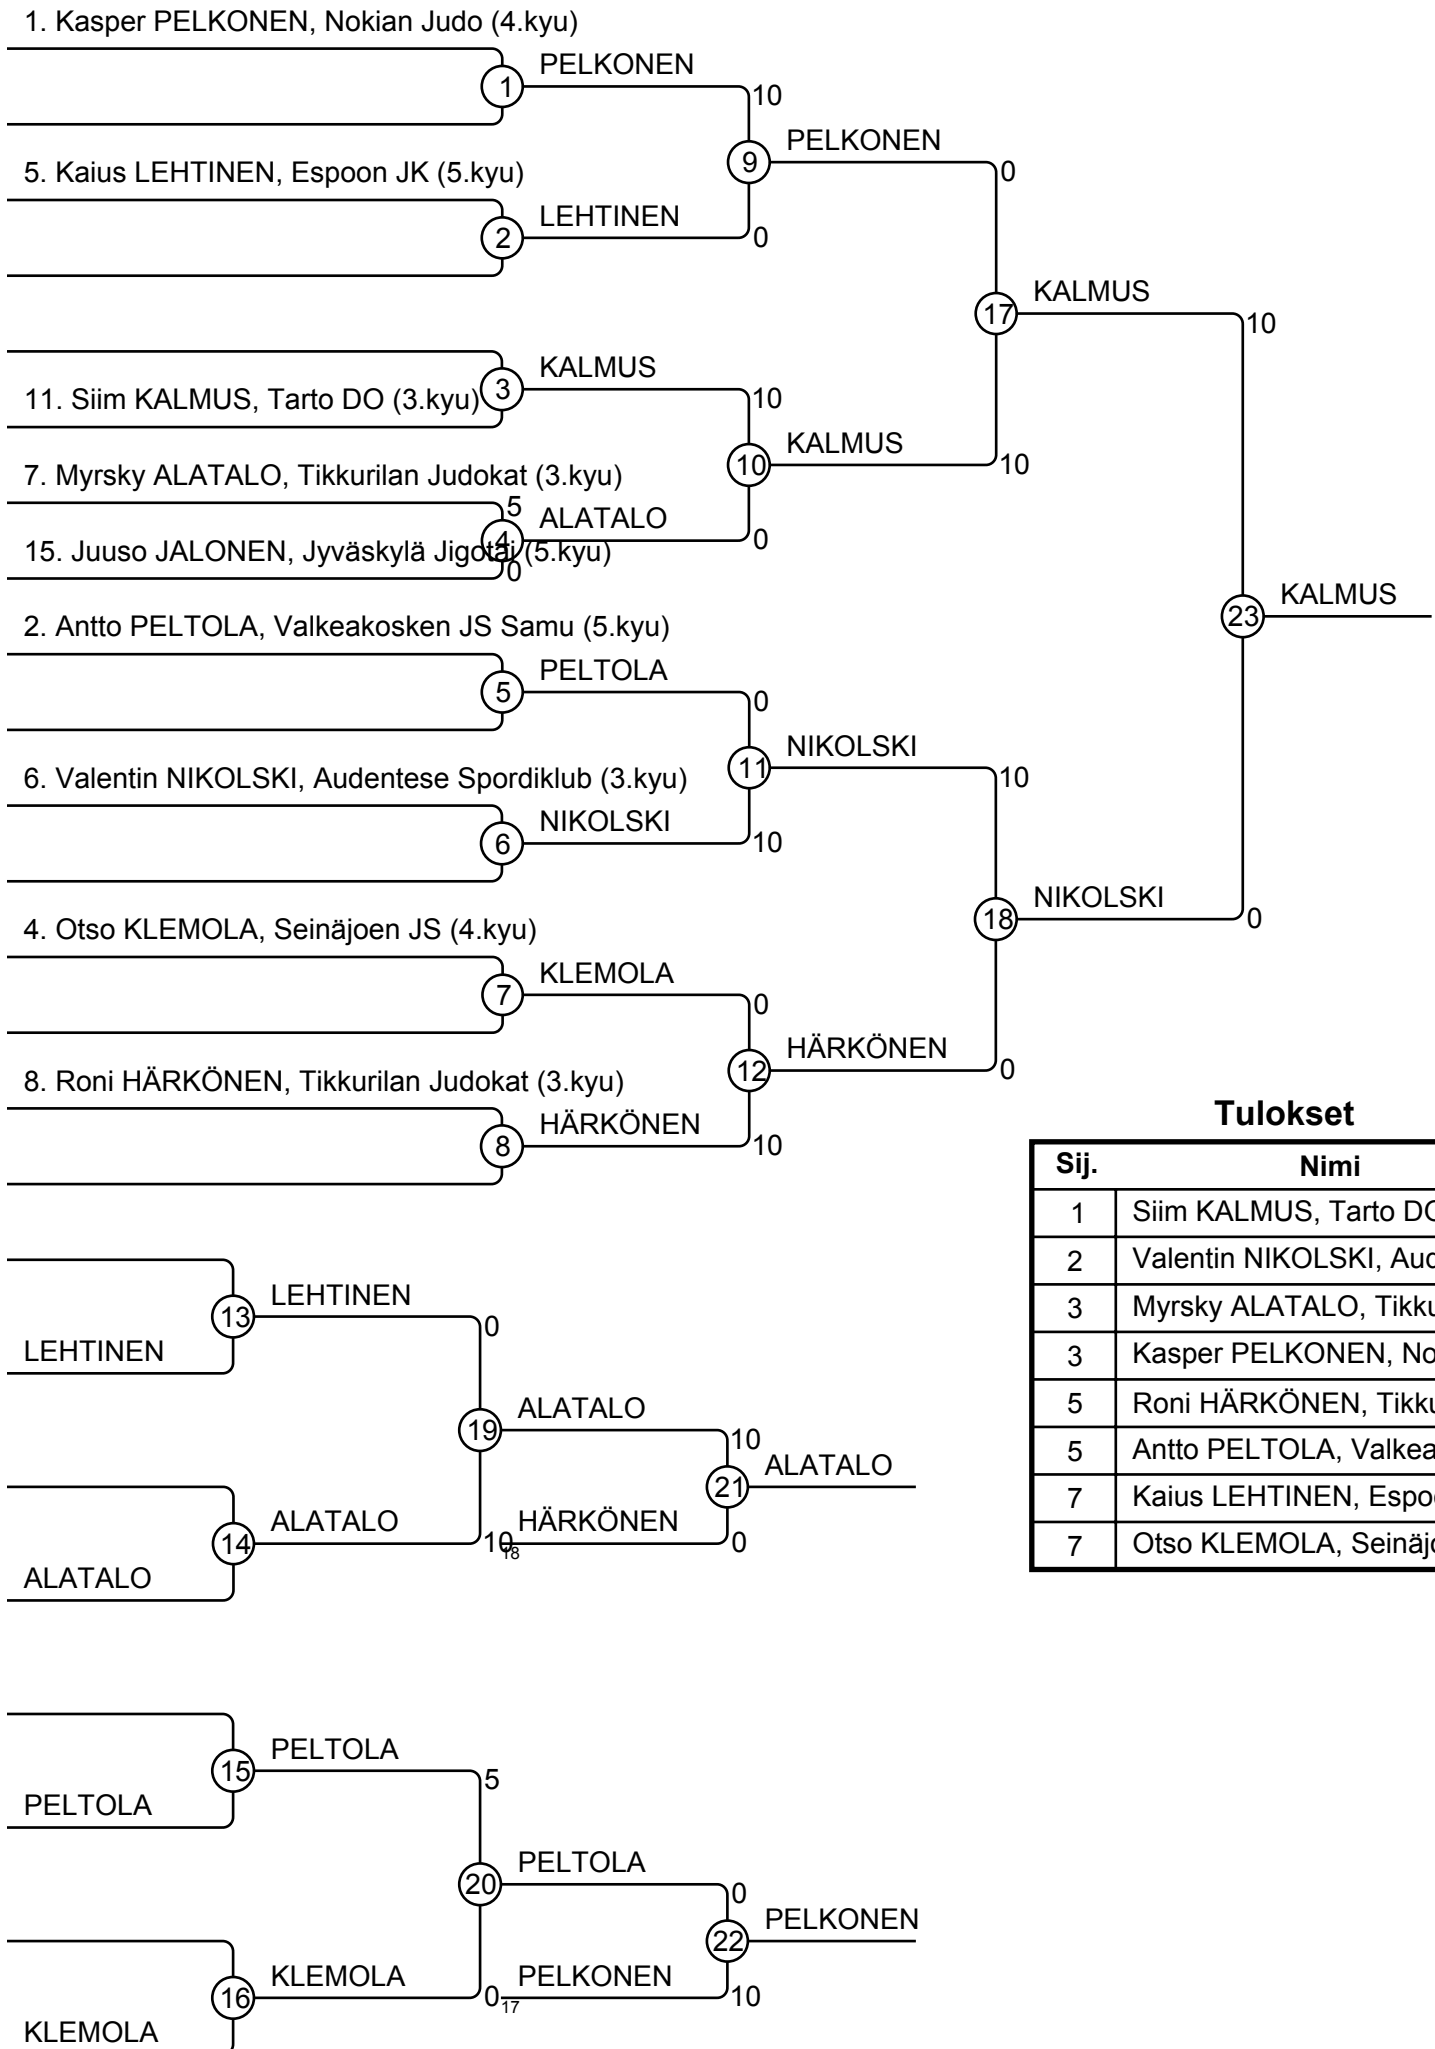 1. Kasper PELKONEN, Nokian Judo (4.kyu)
1
PELKONEN
10
9
PELKONEN
0
5. Kaius LEHTINEN, Espoon JK (5.kyu)
2
LEHTINEN
0
17
KALMUS
10
3
KALMUS
10
11. Siim KALMUS, Tarto DO (3.kyu)
10
KALMUS
10
7. Myrsky ALATALO, Tikkurilan Judokat (3.kyu)
5
4
ALATALO
0
15. Juuso JALONEN, Jyväskylä Jigotai (5.kyu)
0
23
KALMUS
2. Antto PELTOLA, Valkeakosken JS Samu (5.kyu)
5
PELTOLA
0
11
NIKOLSKI
10
6. Valentin NIKOLSKI, Audentese Spordiklub (3.kyu)
6
NIKOLSKI
10
18
NIKOLSKI
0
4. Otso KLEMOLA, Seinäjoen JS (4.kyu)
7
KLEMOLA
0
12
HÄRKÖNEN
0
8. Roni HÄRKÖNEN, Tikkurilan Judokat (3.kyu)
8
HÄRKÖNEN
10
Tulokset
Sij. Nimi
1 Siim KALMUS, Tarto DO
2 Valentin NIKOLSKI, Aud
3 Myrsky ALATALO, Tikku
3 Kasper PELKONEN, No
5 Roni HÄRKÖNEN, Tikku
5 Antto PELTOLA, Valkea
7 Kaius LEHTINEN, Espoo
7 Otso KLEMOLA, Seinäjo
13
LEHTINEN
0
LEHTINEN
19
ALATALO
10
21
ALATALO
14
ALATALO
10
18
HÄRKÖNEN
0
ALATALO
15
PELTOLA
5
PELTOLA
20
PELTOLA
0
22
PELKONEN
16
KLEMOLA
0
17
PELKONEN
10
KLEMOLA